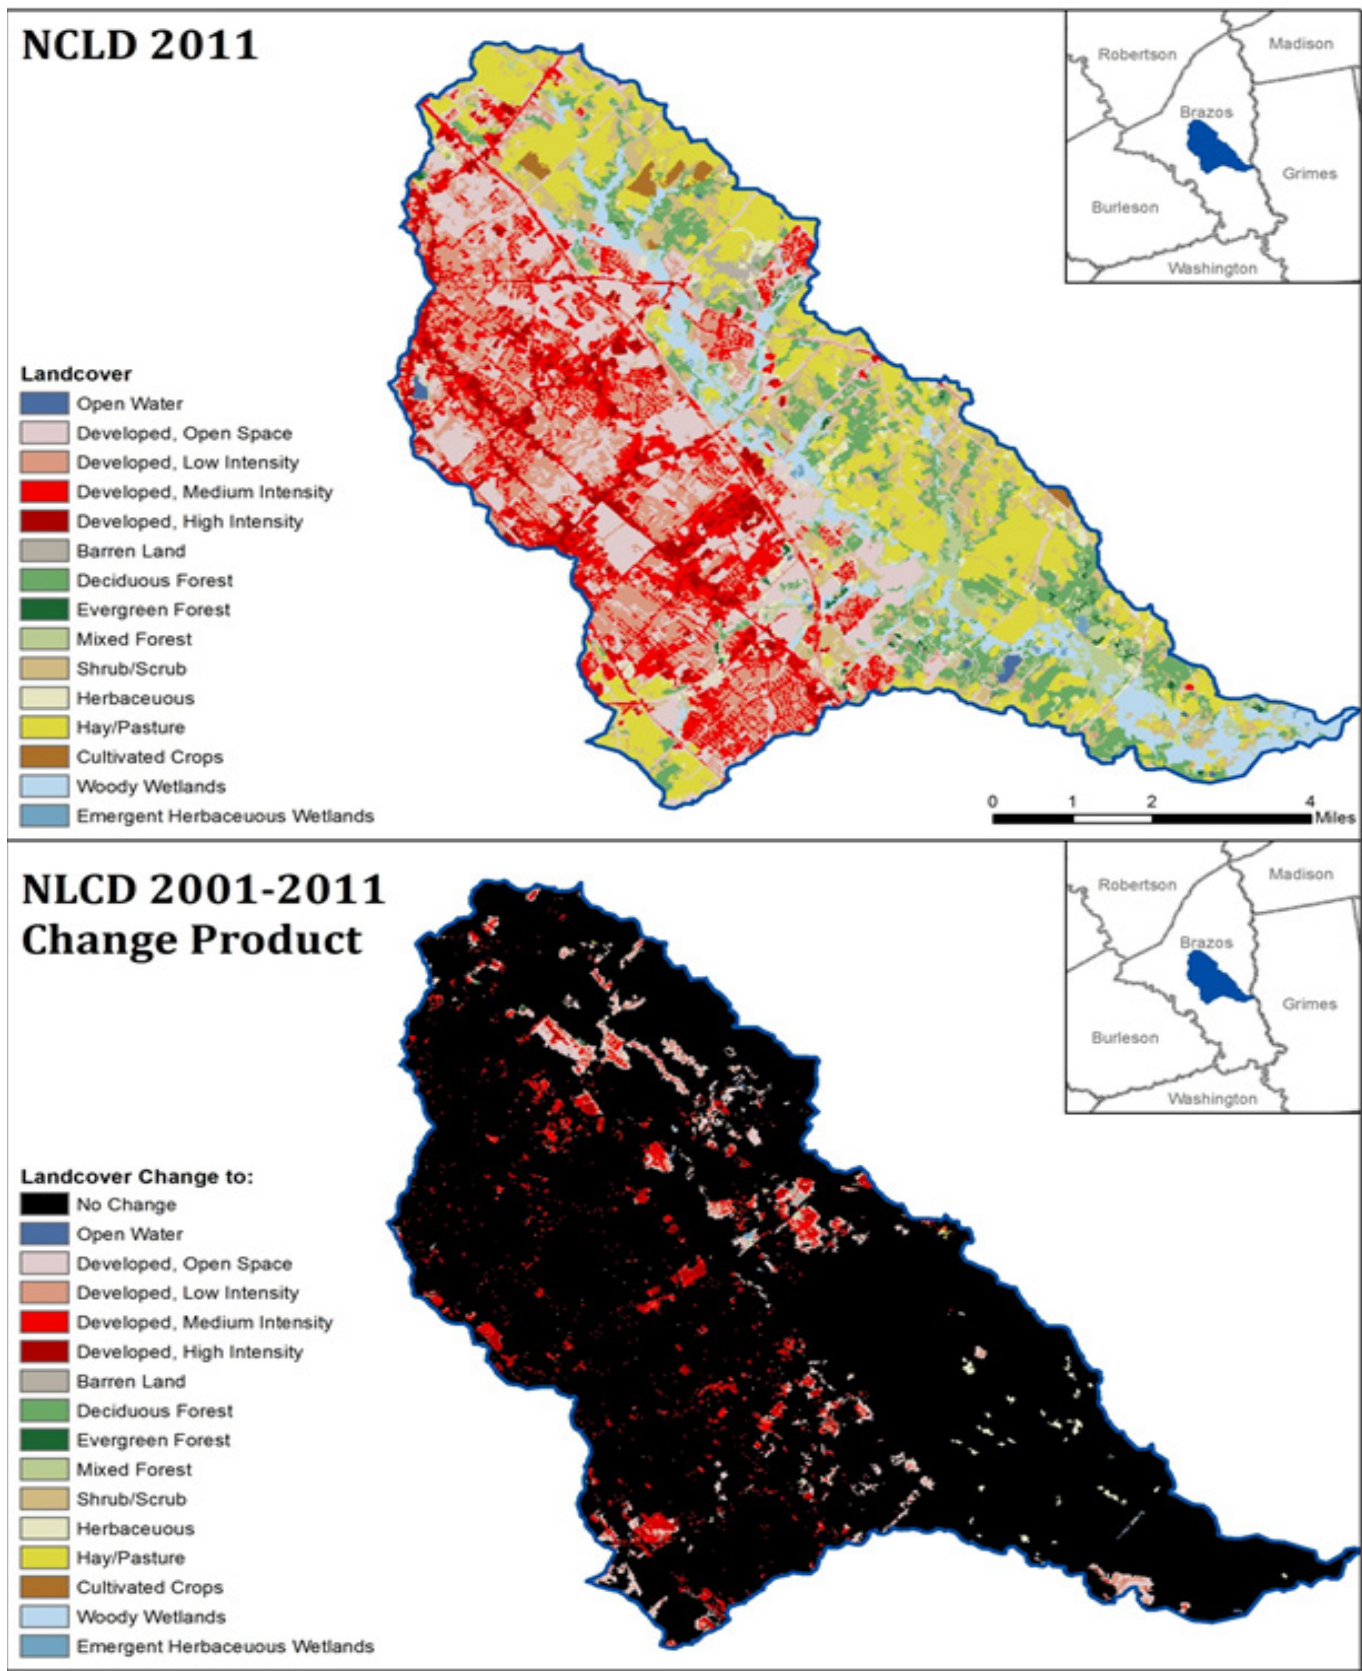 NCLD 2011
Robertson
Madison
Brazos
Grimes
Burleson
Washington
Landcover
Open Water
Developed, Open Space
Developed, Low Intensity
Developed, Medium Intensity
Developed, High Intensity
Barren Land
Deciduous Forest
Evergreen Forest
Mixed Forest
Shrub/Scrub
Herbaceuous
Hay/Pasture
Cultivated Crops
Woody Wetlands
Emergent Herbaceuous Wetlands
0 1 2 4
Miles
NLCD 2001-2011
Change Product
Robertson
Madison
Brazos
Grimes
Burleson
Washington
Landcover Change to:
No Change
Open Water
Developed, Open Space
Developed, Low Intensity
Developed, Medium Intensity
Developed, High Intensity
Barren Land
Deciduous Forest
Evergreen Forest
Mixed Forest
Shrub/Scrub
Herbaceuous
Hay/Pasture
Cultivated Crops
Woody Wetlands
Emergent Herbaceuous Wetlands